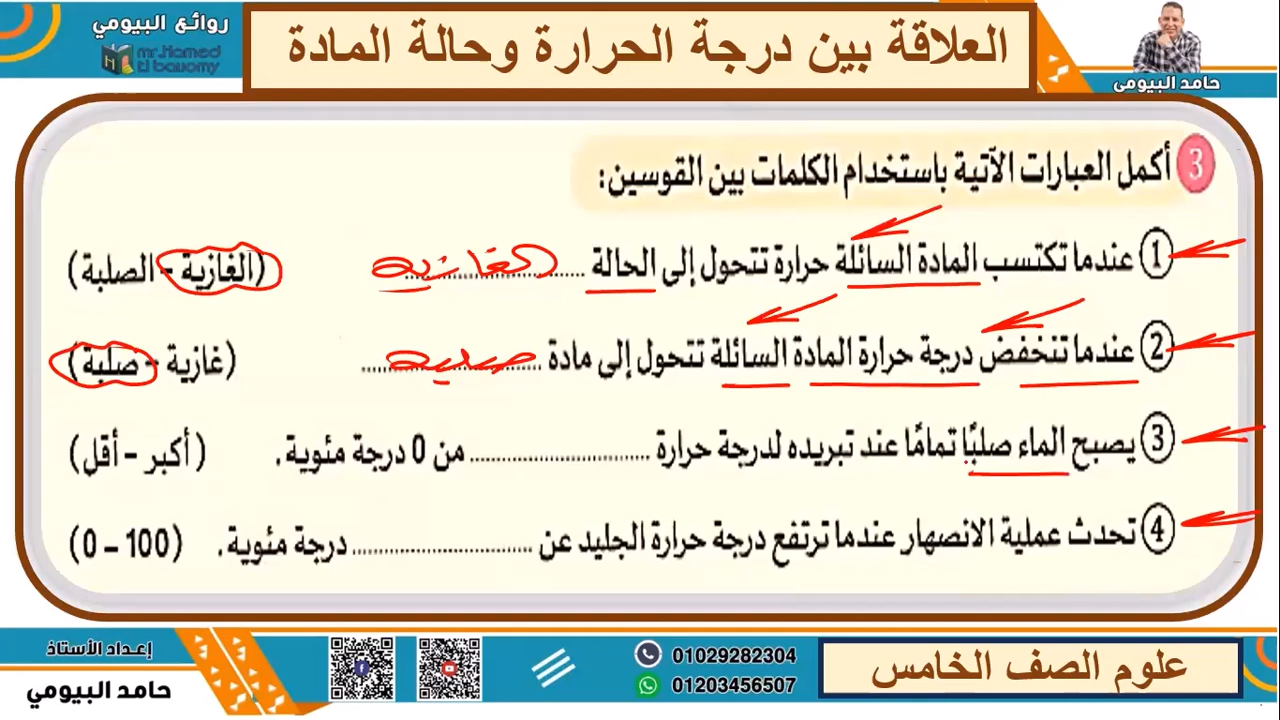 روائع البيومي
mr.Hamed
El bauomy
العلاقة بين درجة الحرارة وحالة المادة
حامد البيومى
3 أكمل العبارات الآتية باستخدام الكلمات بين القوسين:
1 عندما تكتسب المادة السائلة حرارة تتحول إلى الحالة الغازية (الغازية - الصلبة)
2 عندما تنخفض درجة حرارة المادة السائلة تتحول إلى مادة صلبة (غازية - صلبة)
3 يصبح الماء صلبًا تمامًا عند تبريده لدرجة حرارة .................... من 0 درجة مئوية. (أكبر - أقل)
4 تحدث عملية الانصهار عندما ترتفع درجة حرارة الجليد عن .................... درجة مئوية. (100 - 0)
علوم الصف الخامس
01029282304
01203456507
إعداد الأستاذ
حامد البيومي